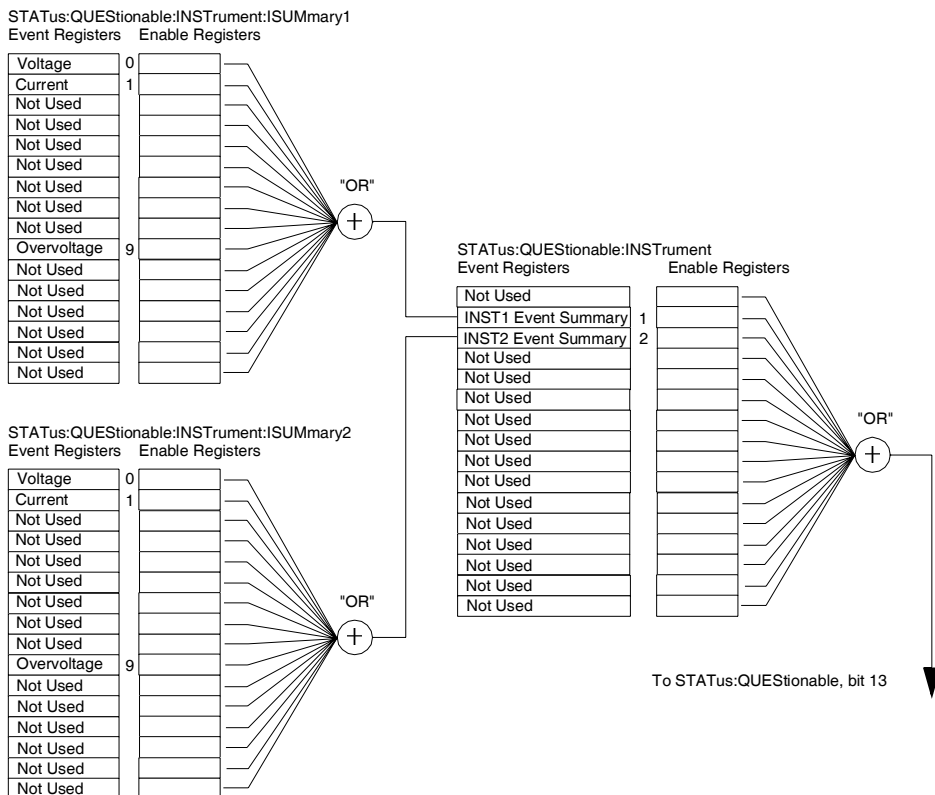 STATus:QUEStionable:INSTrument:ISUMmary1
Event Registers Enable Registers
Voltage 0
Current 1
Not Used
Not Used
Not Used
Not Used
Not Used
Not Used
Not Used
Overvoltage 9
Not Used
Not Used
Not Used
Not Used
Not Used
Not Used
"OR"
+
STATus:QUEStionable:INSTrument:ISUMmary2
Event Registers Enable Registers
Voltage 0
Current 1
Not Used
Not Used
Not Used
Not Used
Not Used
Not Used
Not Used
Overvoltage 9
Not Used
Not Used
Not Used
Not Used
Not Used
Not Used
"OR"
+
STATus:QUEStionable:INSTrument
Event Registers Enable Registers
Not Used
INST1 Event Summary 1
INST2 Event Summary 2
Not Used
Not Used
Not Used
Not Used
Not Used
Not Used
Not Used
Not Used
Not Used
Not Used
Not Used
Not Used
Not Used
"OR"
+
To STATus:QUEStionable, bit 13